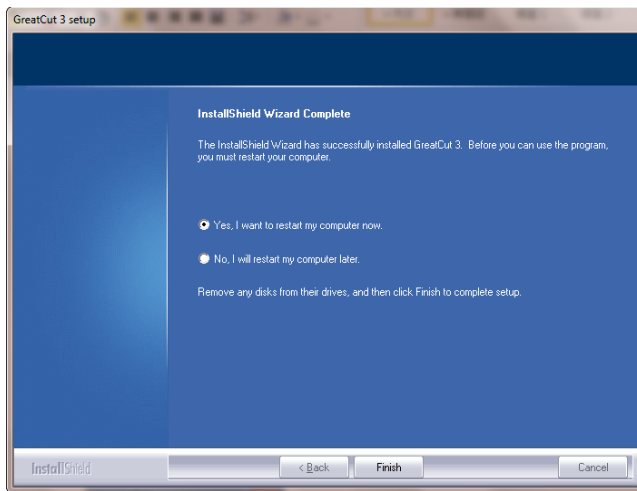 GreatCut 3 setup
InstallShield Wizard Complete
The InstallShield Wizard has successfully installed GreatCut 3. Before you can use the program,
you must restart your computer.
Yes, I want to restart my computer now.
No, I will restart my computer later.
Remove any disks from their drives, and then click Finish to complete setup.
InstallShield
< Back
Finish
Cancel